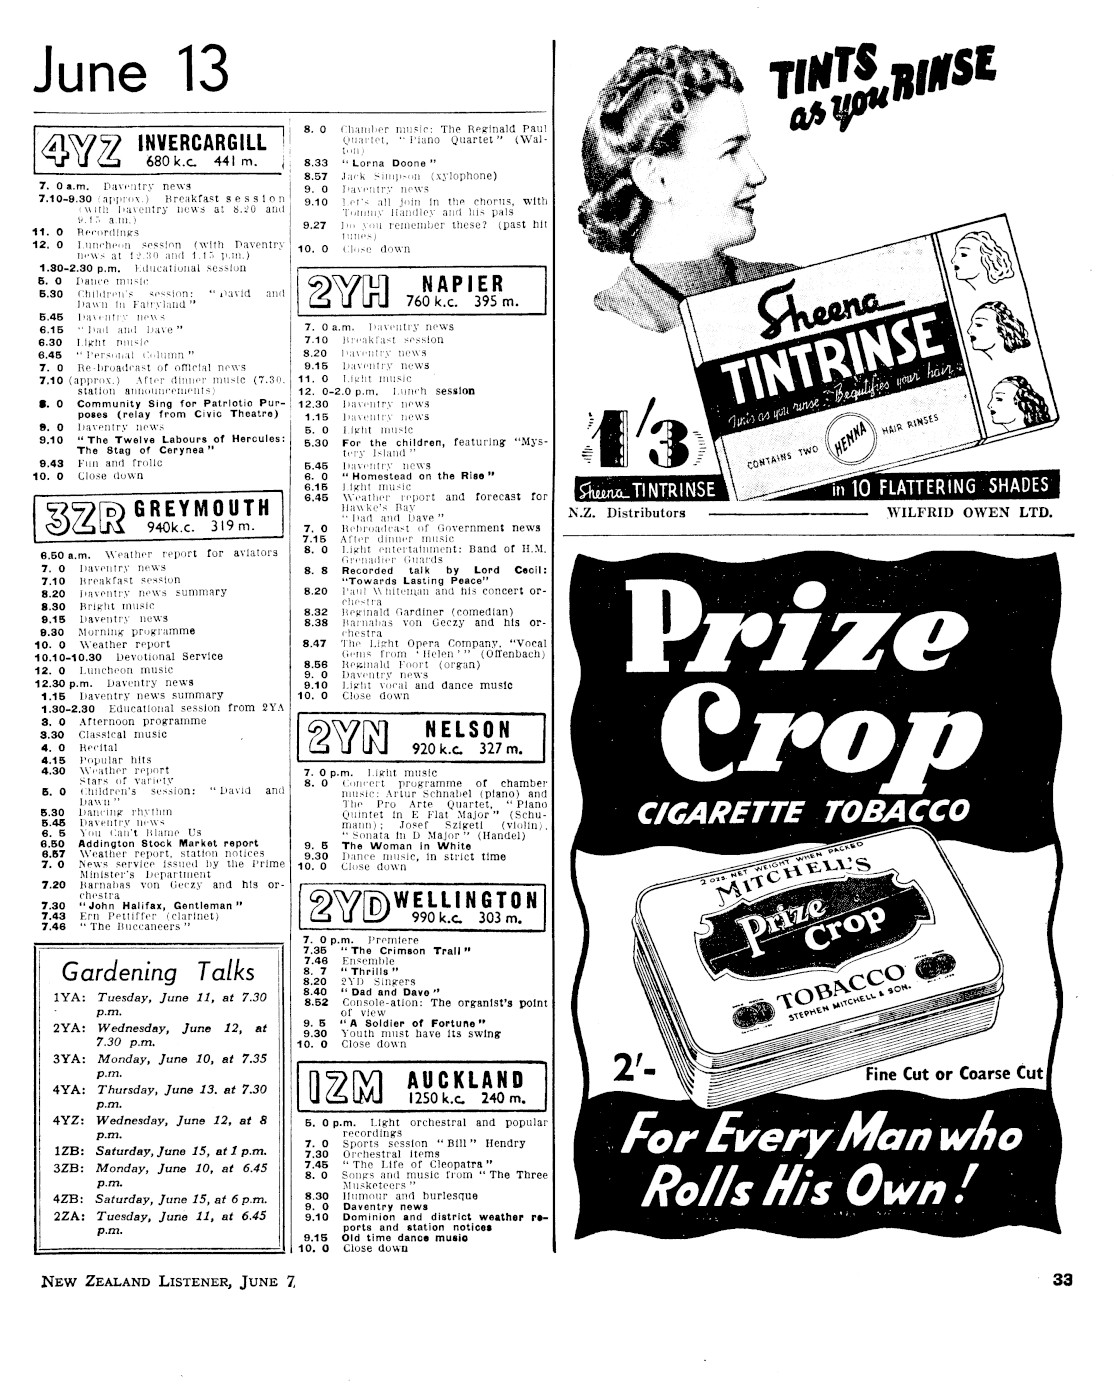 June 13
4YZ INVERCARGILL
680 k.c. 441 m.
7. 0 a.m. Daventry news
7.10-9.30 (approx.) Breakfast session
(with Daventry news at 8.20 and
9.15 a.m.)
11. 0 Recordings
12. 0 Luncheon session (with Daventry
news at 12.30 and 1.15 p.m.)
1.30-2.30 p.m. Educational session
5. 0 Dance music
5.30 Children's session: "David and
Dawn in Fairyland"
5.45 Daventry news
6.15 "Dad and Dave"
6.30 Light music
6.45 "Personal Column"
7. 0 Re-broadcast of official news
7.10 (approx.) After dinner music (7.30,
station announcements)
8. 0 Community Sing for Patriotic Pur-
poses (relay from Civic Theatre)
9. 0 Daventry news
9.10 "The Twelve Labours of Hercules:
The Stag of Cerynea"
9.43 Fun and frolic
10. 0 Close down
3ZR GREYMOUTH
940k.c. 319 m.
6.50 a.m. Weather report for aviators
7. 0 Daventry news
7.10 Breakfast session
8.20 Daventry news summary
8.30 Bright music
9.15 Daventry news
9.30 Morning programme
10. 0 Weather report
10.10-10.30 Devotional Service
12. 0 Luncheon music
12.30 p.m. Daventry news
1.15 Daventry news summary
1.30-2.30 Educational session from 2YA
3. 0 Afternoon programme
3.30 Classical music
4. 0 Recital
4.15 Popular hits
4.30 Weather report
Stars of variety
5. 0 Children's session: "David and
Dawn"
5.30 Dancing rhythm
5.45 Daventry news
6. 5 You Can't Blame Us
6.50 Addington Stock Market report
6.57 Weather report, station notices
7. 0 News service issued by the Prime
Minister's Department
7.20 Barnabas von Geczy and his or-
chestra
7.30 "John Halifax, Gentleman"
7.43 Ern Pettiffer (clarinet)
7.46 "The Buccaneers"
Gardening Talks
1YA: Tuesday, June 11, at 7.30
p.m.
2YA: Wednesday, June 12, at
7.30 p.m.
3YA: Monday, June 10, at 7.35
p.m.
4YA: Thursday, June 13. at 7.30
p.m.
4YZ: Wednesday, June 12, at 8
p.m.
1ZB: Saturday, June 15, at 1 p.m.
3ZB: Monday, June 10, at 6.45
p.m.
4ZB: Saturday, June 15, at 6 p.m.
2ZA: Tuesday, June 11, at 6.45
p.m.
8. 0 Chamber music: The Reginald Paul
Quartet, "Piano Quartet" (Wal-
ton)
8.33 "Lorna Doone"
8.57 Jack Simpson (xylophone)
9. 0 Daventry news
9.10 Let's all join in the chorus, with
Tommy Handley and his pals
9.27 Do you remember these? (past hit
tunes)
10. 0 Close down
2YH NAPIER
760 k.c. 395 m.
7. 0 a.m. Daventry news
7.10 Breakfast session
8.20 Daventry news
9.15 Daventry news
11. 0 Light music
12. 0-2.0 p.m. Lunch session
12.30 Daventry news
1.15 Daventry news
5. 0 Light music
5.30 For the children, featuring "Mys-
tery Island"
5.45 Daventry news
6. 0 "Homestead on the Rise"
6.15 Light music
6.45 Weather report and forecast for
Hawke's Bay
"Dad and Dave"
7. 0 Rebroadcast of Government news
7.15 After dinner music
8. 0 Light entertainment: Band of H.M.
Grenadier Guards
8. 8 Recorded talk by Lord Cecil:
"Towards Lasting Peace"
8.20 Paul Whiteman and his concert or-
chestra
8.32 Reginald Gardiner (comedian)
8.38 Barnabas von Geczy and his or-
chestra
8.47 The Light Opera Company, "Vocal
Gems from 'Helen'" (Offenbach)
8.56 Reginald Foort (organ)
9. 0 Daventry news
9.10 Light vocal and dance music
10. 0 Close down
2YN NELSON
920 k.c. 327 m.
7. 0 p.m. Light music
8. 0 Concert programme of chamber
music: Artur Schnabel (piano) and
The Pro Arte Quartet, "Piano
Quintet in E Flat Major" (Schu-
mann); Josef Szigeti (violin),
"Sonata in D Major" (Handel)
9. 5 The Woman in White
9.30 Dance music, in strict time
10. 0 Close down
2YD WELLINGTON
990 k.c. 303 m.
7. 0 p.m. Premiere
7.35 "The Crimson Trail"
7.46 Ensemble
8. 7 "Thrills"
8.20 2YD Singers
8.40 "Dad and Dave"
8.52 Console-ation: The organist's point
of view
9. 5 "A Soldier of Fortune"
9.30 Youth must have its swing
10. 0 Close down
1ZM AUCKLAND
1250 k.c. 240 m.
5. 0 p.m. Light orchestral and popular
recordings
7. 0 Sports session "Bill" Hendry
7.30 Orchestral items
7.45 "The Life of Cleopatra"
8. 0 Songs and music from "The Three
Musketeers"
8.30 Humour and burlesque
9. 0 Daventry news
9.10 Dominion and district weather re-
ports and station notices
9.15 Old time dance music
10. 0 Close down
TINTS
as you RINSE
Sheena
TINTRINSE
Tints as you rinse - Beautifies your hair
CONTAINS TWO HENNA HAIR RINSES
4/3
Sheena TINTRINSE in 10 FLATTERING SHADES
N.Z. Distributors WILFRID OWEN LTD.
Prize
Crop
CIGARETTE TOBACCO
2 OZS. NET WEIGHT WHEN PACKED
MITCHELL'S
Prize
Crop
TOBACCO
STEPHEN MITCHELL & SON.
2'-
Fine Cut or Coarse Cut
For Every Man who
Rolls His Own!
NEW ZEALAND LISTENER, JUNE 7,
33